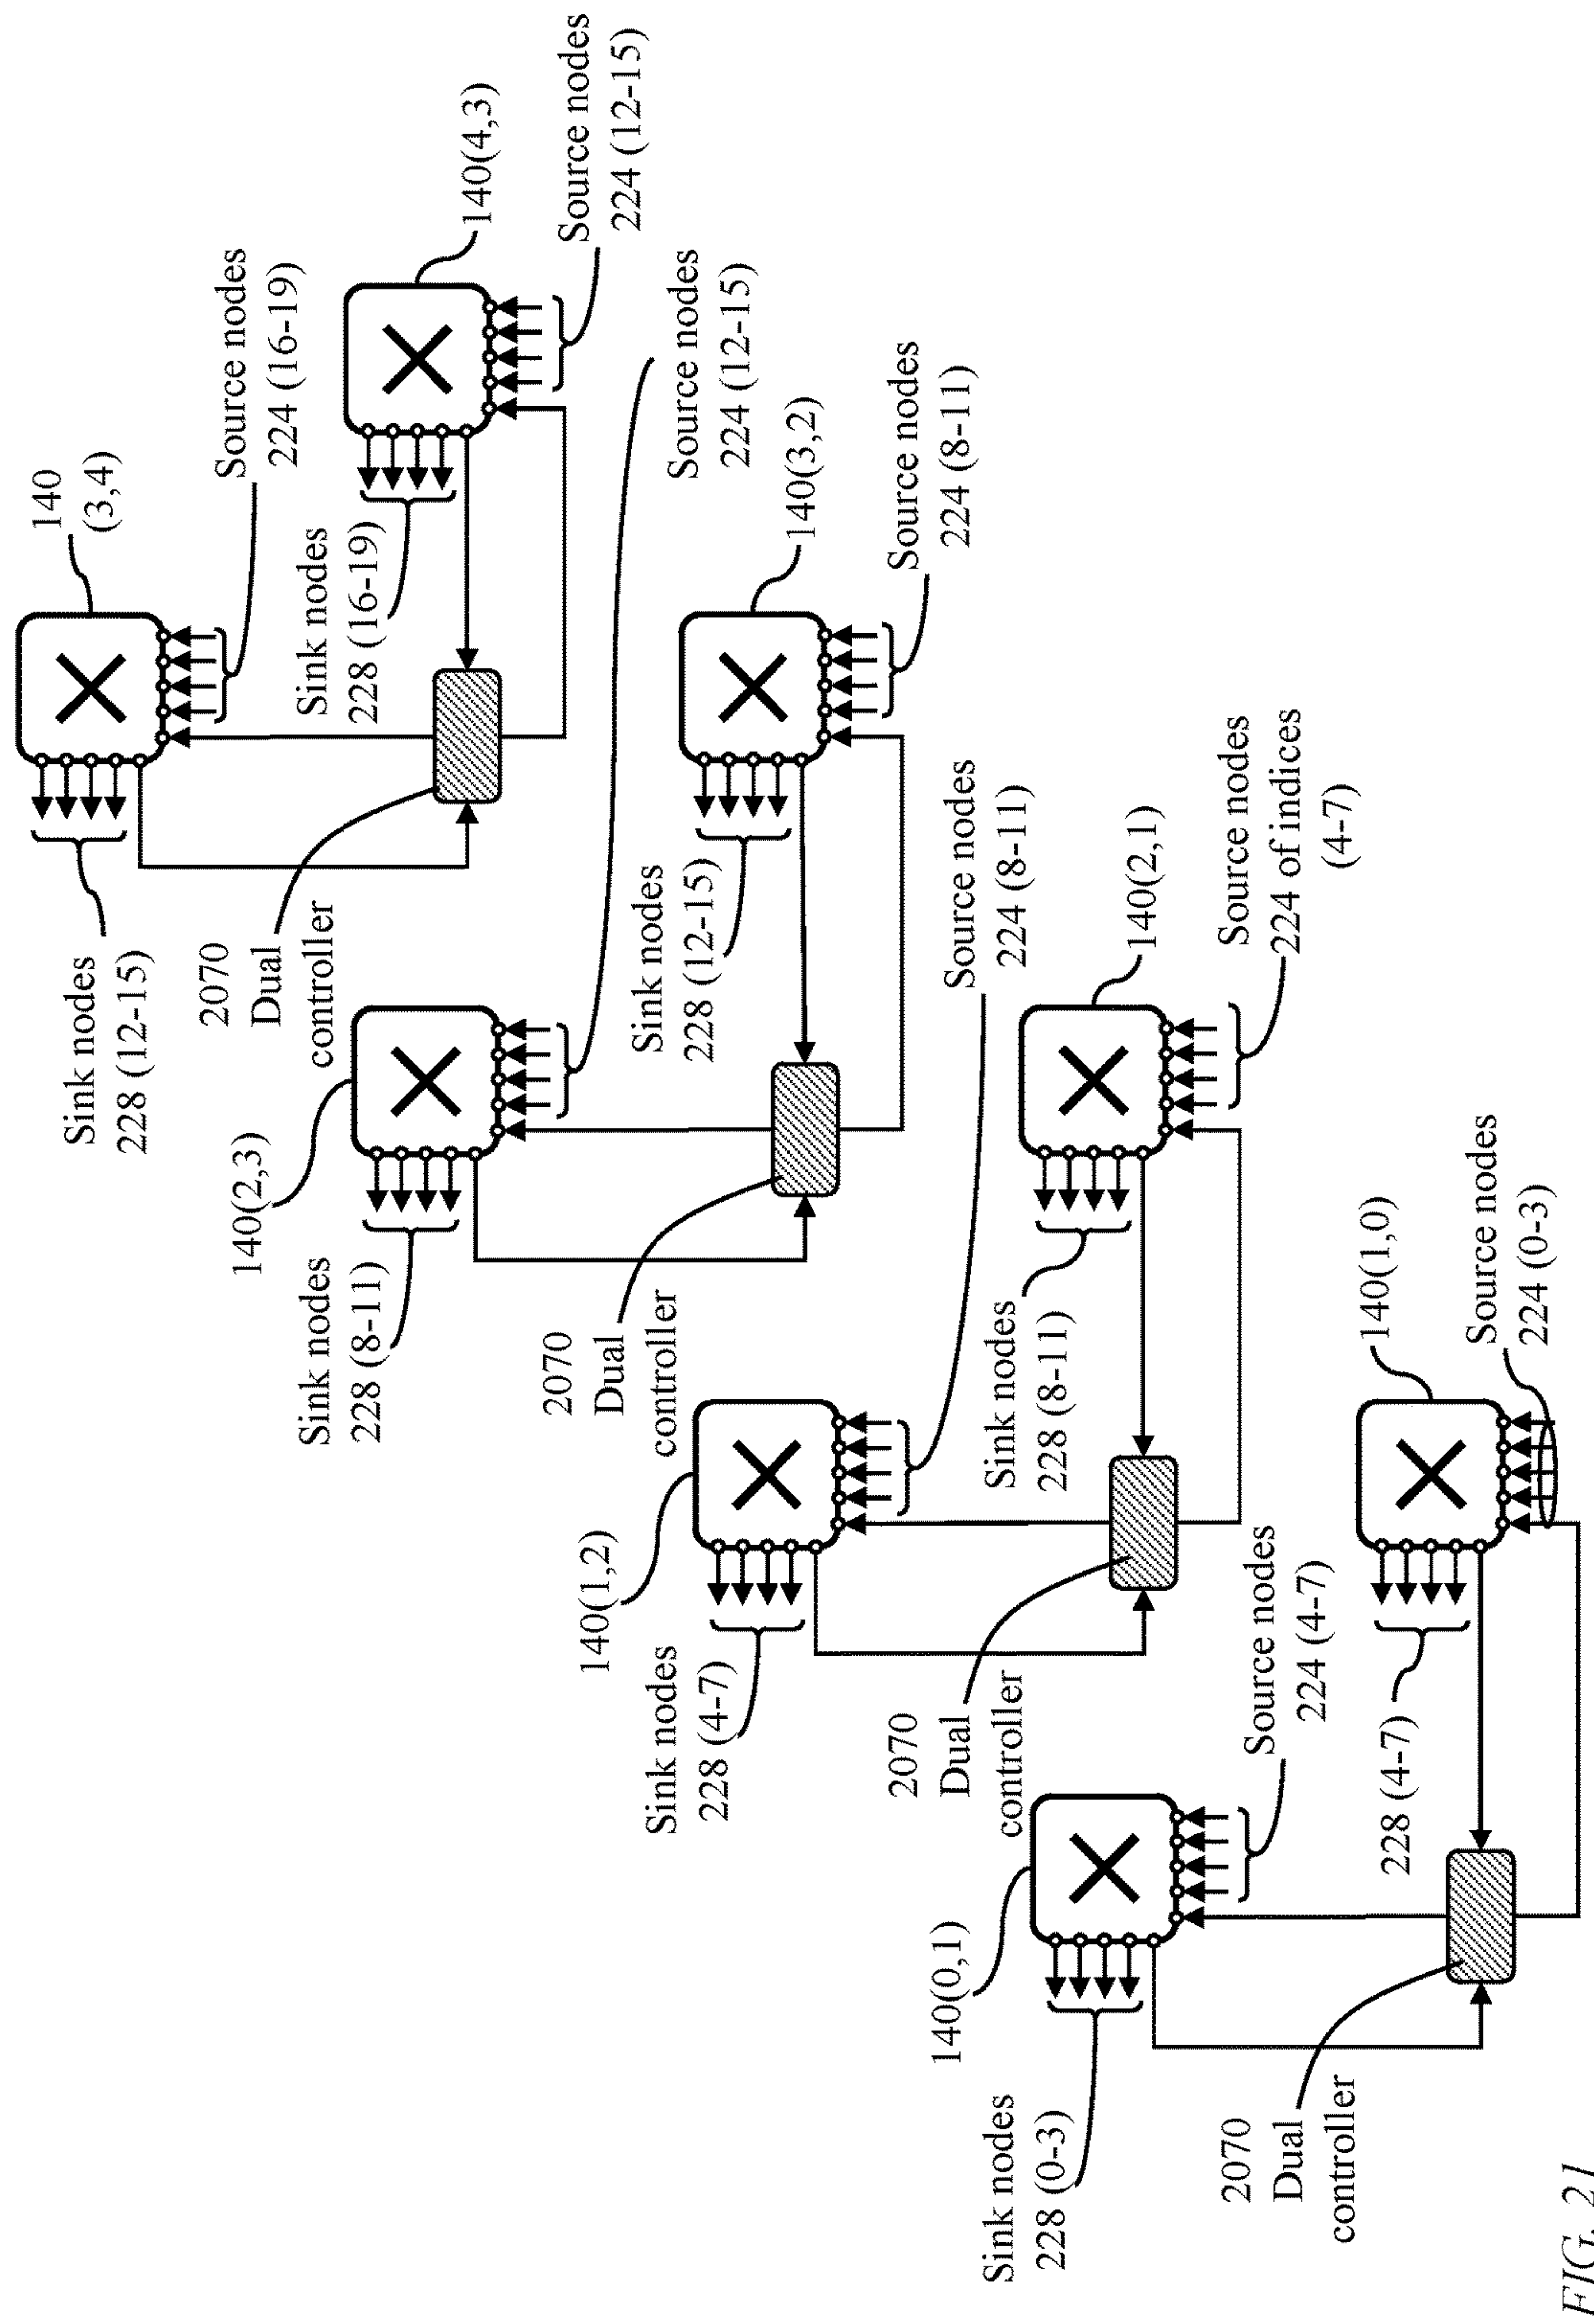 140
(3,4)
Source nodes
224 (16-19)
140(4,3)
Source nodes
224 (12-15)
Sink nodes
228 (12-15)
2070
Dual
controller
Sink nodes
228 (16-19)
Source nodes
224 (12-15)
140(2,3)
Sink nodes
228 (8-11)
2070
Dual
controller
Sink nodes
228 (12-15)
140(3,2)
Source nodes
224 (8-11)
140(1,2)
Sink nodes
228 (4-7)
2070
Dual
controller
Source nodes
224 (8-11)
Sink nodes
228 (8-11)
140(2,1)
Source nodes
224 of indices
(4-7)
140(0,1)
Sink nodes
228 (0-3)
2070
Dual
controller
Source nodes
224 (4-7)
228 (4-7)
140(1,0)
Source nodes
224 (0-3)
FIG. 21